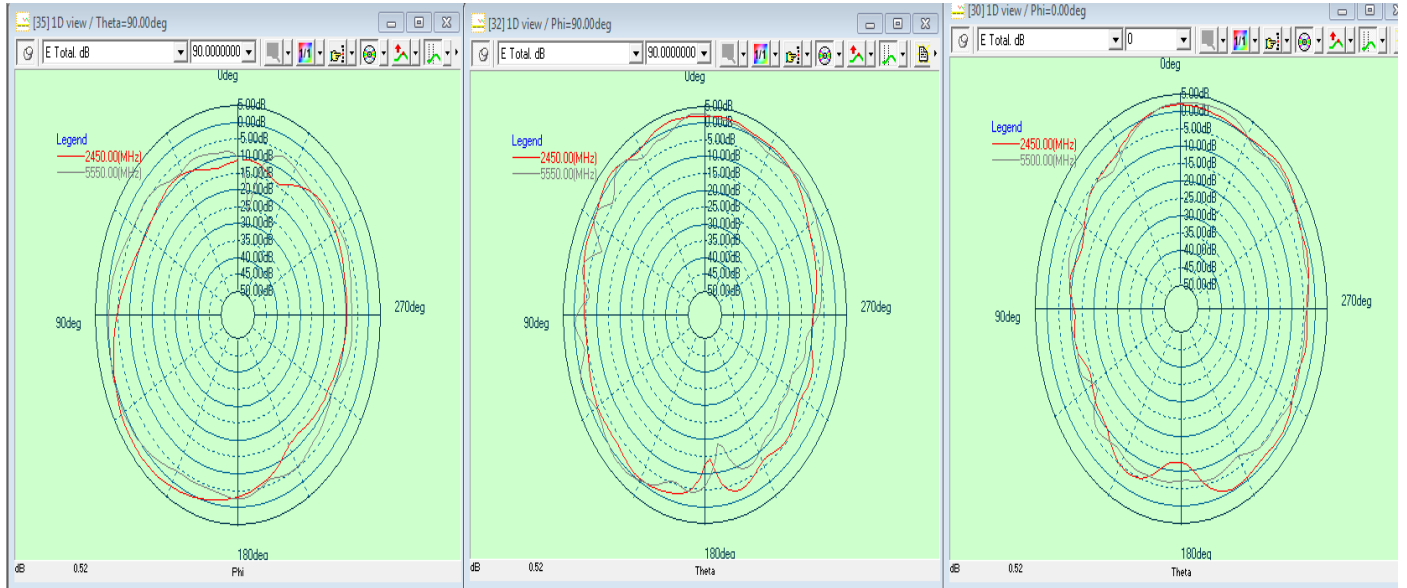 [35] 1D view / Theta=90.00deg
E Total. dB 90.0000000 1/1
0deg
5.00dB
0.00dB
5.00dB
10.00dB
15.00dB
20.00dB
25.00dB
30.00dB
35.00dB
40.00dB
45.00dB
50.00dB
Legend
2450.00(MHz)
5550.00(MHz)
90deg
270deg
180deg
dB 0.52 Phi
[32] 1D view / Phi=90.00deg
E Total. dB 90.0000000 1/1
0deg
5.00dB
0.00dB
5.00dB
10.00dB
15.00dB
20.00dB
25.00dB
30.00dB
35.00dB
40.00dB
45.00dB
50.00dB
Legend
2450.00(MHz)
5550.00(MHz)
90deg
270deg
180deg
dB 0.52 Theta
[30] 1D view / Phi=0.00deg
E Total. dB 0 1/1
0deg
5.00dB
0.00dB
5.00dB
10.00dB
15.00dB
20.00dB
25.00dB
30.00dB
35.00dB
40.00dB
45.00dB
50.00dB
Legend
2450.00(MHz)
5500.00(MHz)
90deg
270deg
180deg
dB 0.52 Theta